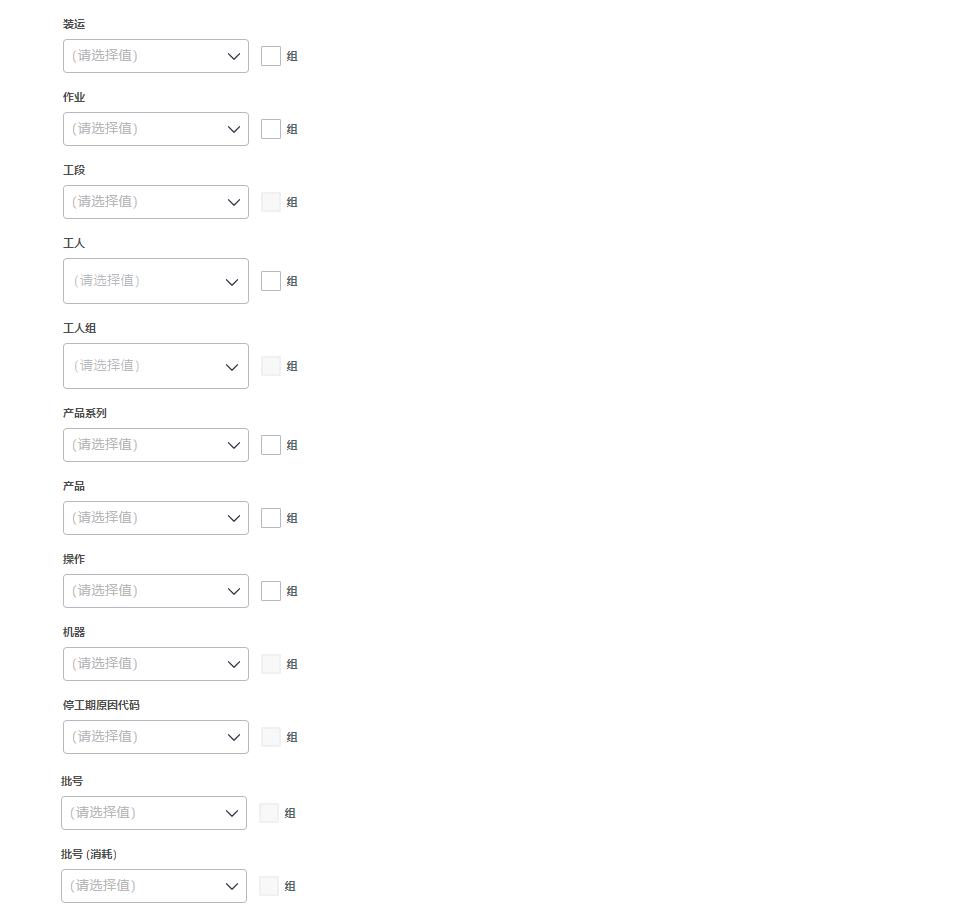 装运
(请选择值)
组
作业
(请选择值)
组
工段
(请选择值)
组
工人
(请选择值)
组
工人组
(请选择值)
组
产品系列
(请选择值)
组
产品
(请选择值)
组
操作
(请选择值)
组
机器
(请选择值)
组
停工期原因代码
(请选择值)
组
批号
(请选择值)
组
批号 (消耗)
(请选择值)
组